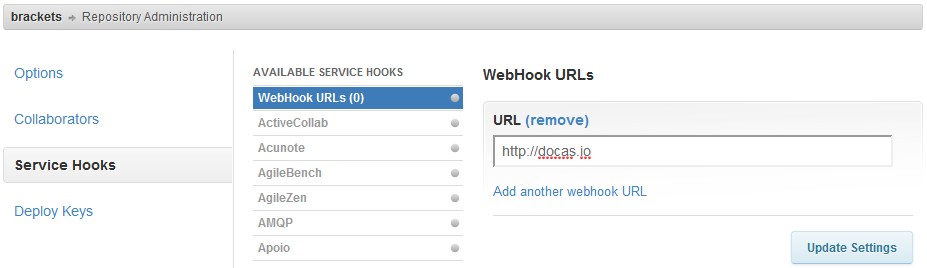 brackets → Repository Administration
Options
Collaborators
Service Hooks
Deploy Keys
AVAILABLE SERVICE HOOKS
WebHook URLs (0)
ActiveCollab
Acunote
AgileBench
AgileZen
AMQP
Apoio
WebHook URLs
URL (remove)
http://docas.io
Add another webhook URL
Update Settings